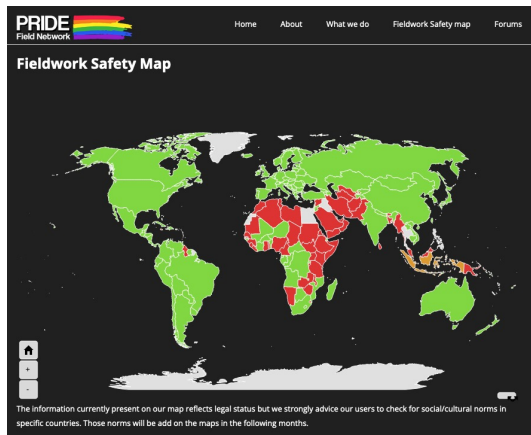 PRIDE
Field Network
Home About What we do Fieldwork Safety map Forums
Fieldwork Safety Map
+
-
The information currently present on our map reflects legal status but we strongly advice our users to check for social/cultural norms in
specific countries. Those norms will be add on the maps in the following months.